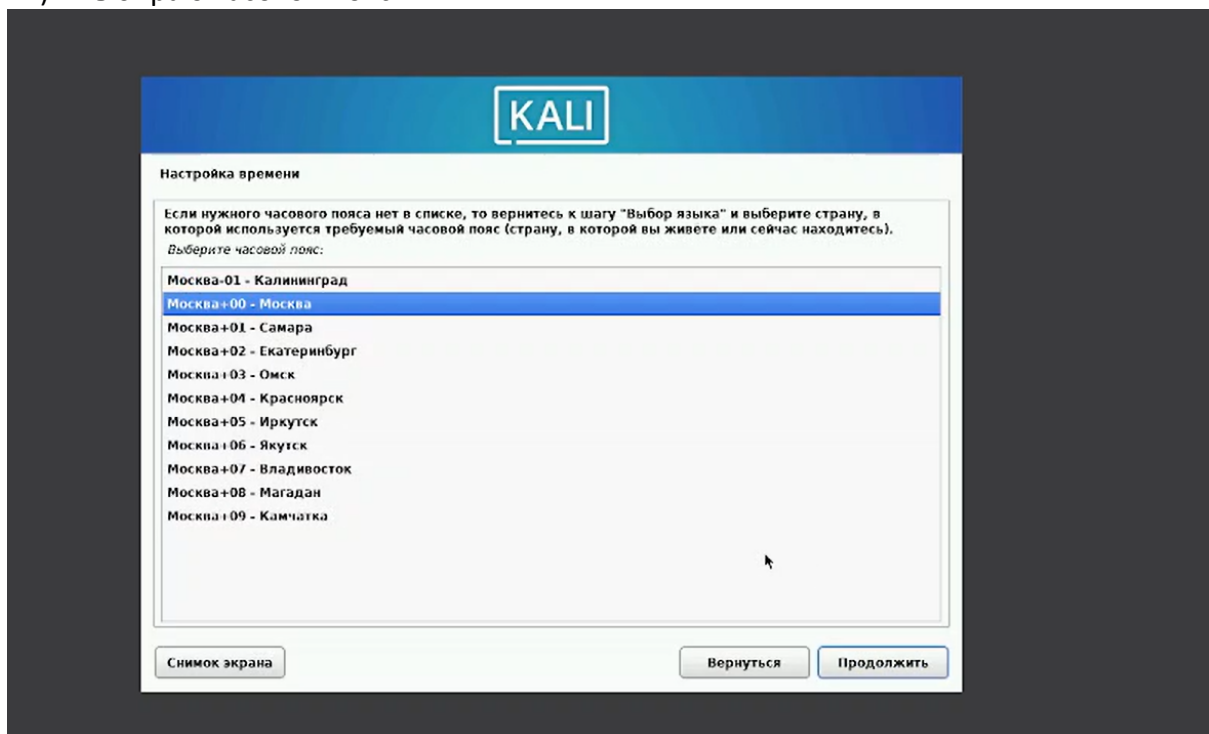 KALI
Настройка времени
Если нужного часового пояса нет в списке, то вернитесь к шагу "Выбор языка" и выберите страну, в
которой используется требуемый часовой пояс (страну, в которой вы живете или сейчас находитесь).
Выберите часовой пояс:
Москва-01 - Калининград
Москва+00 - Москва
Москва+01 - Самара
Москва+02 - Екатеринбург
Москва+03 - Омск
Москва+04 - Красноярск
Москва+05 - Иркутск
Москва+06 - Якутск
Москва+07 - Владивосток
Москва+08 - Магадан
Москва+09 - Камчатка
Снимок экрана
Вернуться
Продолжить